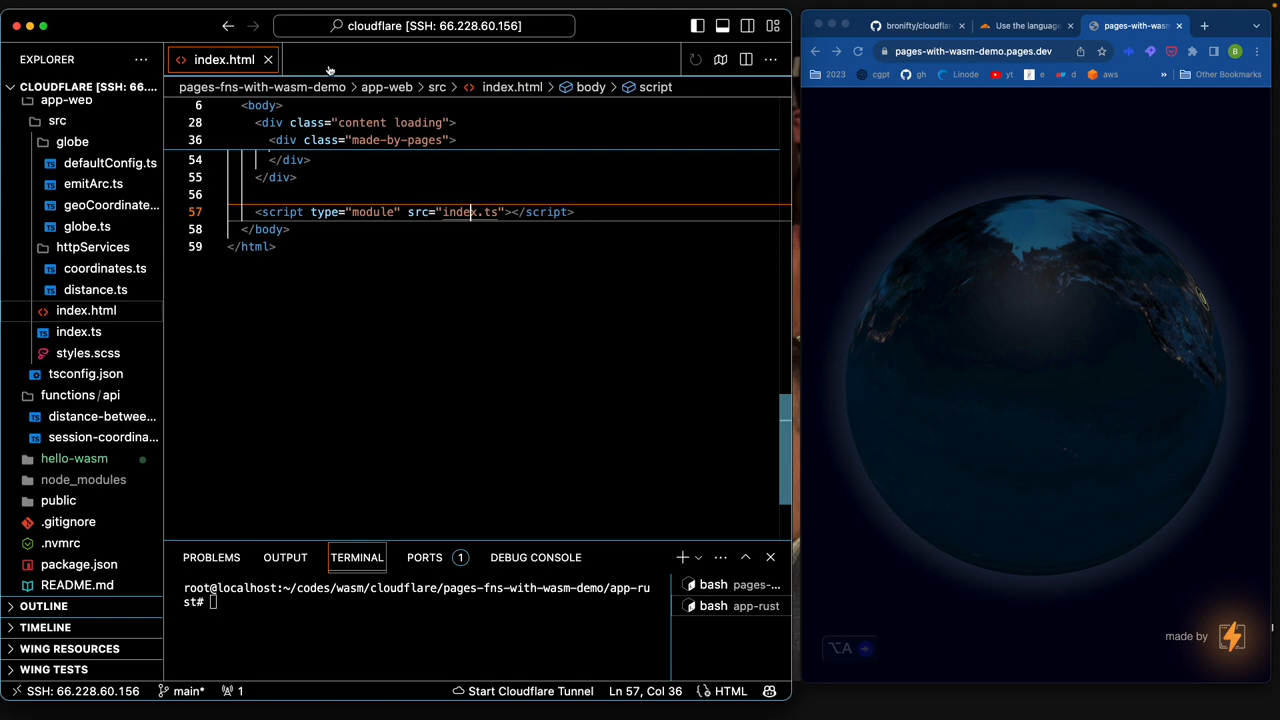 cloudflare [SSH: 66.228.60.156]
EXPLORER
index.html
CLOUDFLARE [SSH: 66....
app-web
src
globe
defaultConfig.ts
emitArc.ts
geoCoordinate...
globe.ts
httpServices
coordinates.ts
distance.ts
index.html
index.ts
styles.scss
tsconfig.json
functions / api
distance-betwee...
session-coordina...
hello-wasm
node_modules
public
.gitignore
.nvmrc
package.json
README.md
OUTLINE
TIMELINE
WING RESOURCES
WING TESTS
pages-fns-with-wasm-demo > app-web > src > index.html > body > script
6 <body>
28 <div class="content loading">
36 <div class="made-by-pages">
54 </div>
55 </div>
56
57 <script type="module" src="index.ts"></script>
58 </body>
59 </html>
PROBLEMS OUTPUT TERMINAL PORTS 1 DEBUG CONSOLE
root@localhost:~/codes/wasm/cloudflare/pages-fns-with-wasm-demo/app-ru
st#
bash pages-...
bash app-rust
SSH: 66.228.60.156 main* 1 Start Cloudflare Tunnel Ln 57, Col 36 HTML
bronifty/cloudflar Use the language pages-with-wasm
pages-with-wasm-demo.pages.dev B
2023 cgpt gh Linode yt e d aws » Other Bookmarks
made by
⌥A